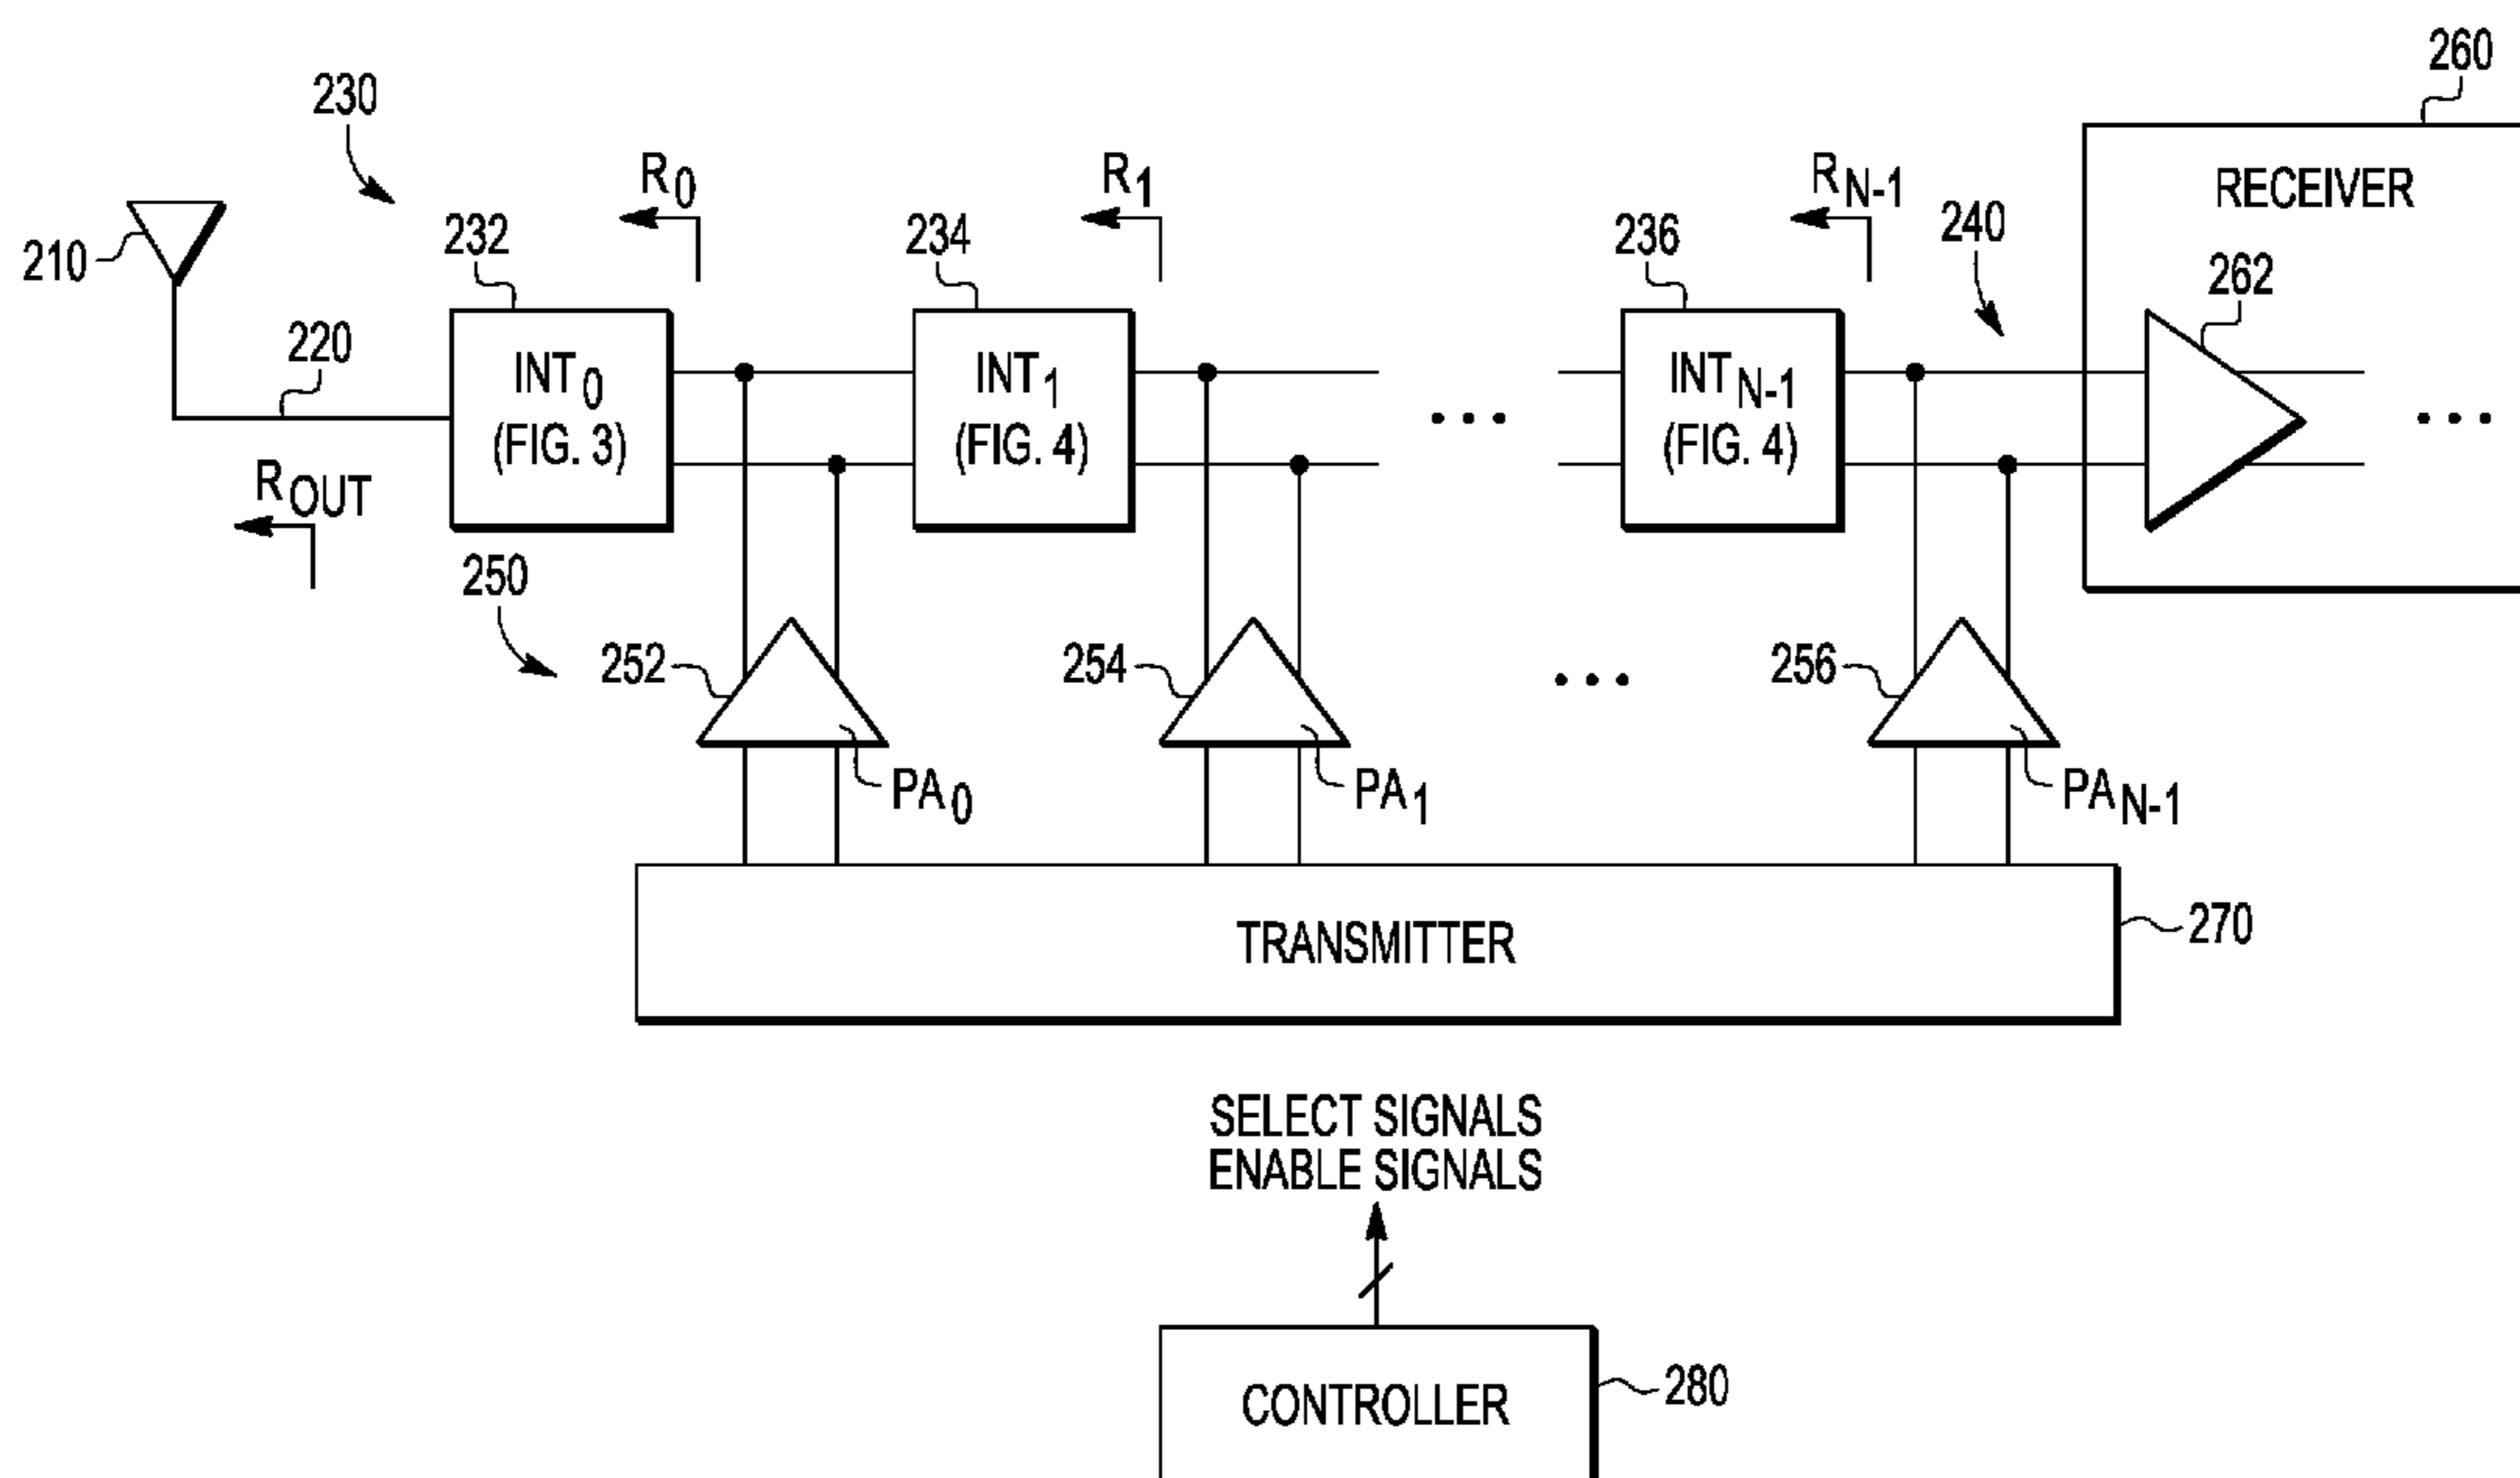 260
230
R0
R1
RN-1
RECEIVER
232
234
236
240
210
262
220
INT0
(FIG. 3)
INT1
(FIG. 4)
INTN-1
(FIG. 4)
ROUT
250
252
254
256
PA0
PA1
PAN-1
TRANSMITTER
270
SELECT SIGNALS
ENABLE SIGNALS
CONTROLLER
280